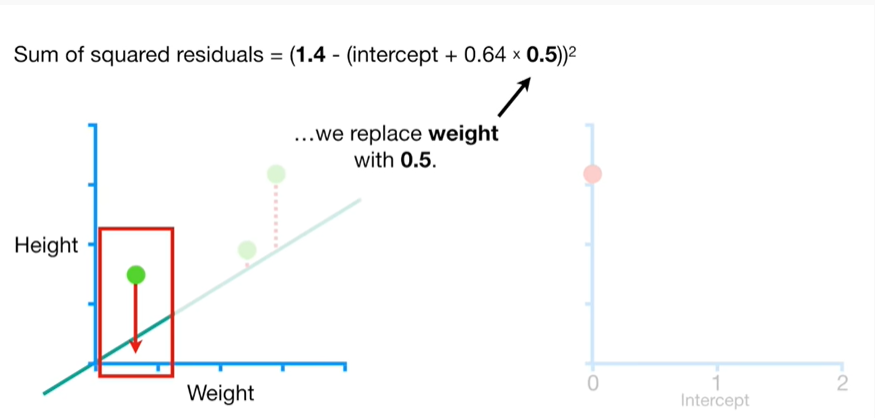 Sum of squared residuals = (1.4 - (intercept + 0.64 × 0.5))²
…we replace weight
with 0.5.
Height
Weight
0
1
2
Intercept